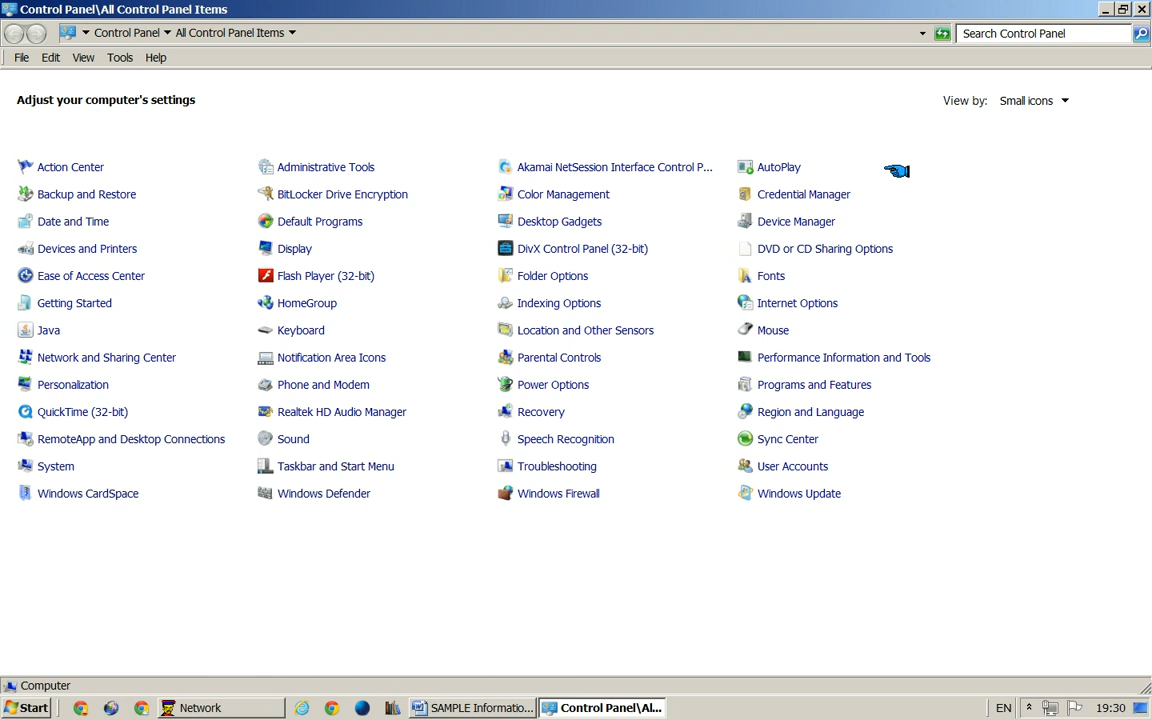 Control Panel\All Control Panel Items
Control Panel All Control Panel Items Search Control Panel
File Edit View Tools Help
Adjust your computer's settings
View by: Small icons
Action Center Administrative Tools Akamai NetSession Interface Control P... AutoPlay
Backup and Restore BitLocker Drive Encryption Color Management Credential Manager
Date and Time Default Programs Desktop Gadgets Device Manager
Devices and Printers Display DivX Control Panel (32-bit) DVD or CD Sharing Options
Ease of Access Center Flash Player (32-bit) Folder Options Fonts
Getting Started HomeGroup Indexing Options Internet Options
Java Keyboard Location and Other Sensors Mouse
Network and Sharing Center Notification Area Icons Parental Controls Performance Information and Tools
Personalization Phone and Modem Power Options Programs and Features
QuickTime (32-bit) Realtek HD Audio Manager Recovery Region and Language
RemoteApp and Desktop Connections Sound Speech Recognition Sync Center
System Taskbar and Start Menu Troubleshooting User Accounts
Windows CardSpace Windows Defender Windows Firewall Windows Update
Computer
Start Network SAMPLE Informatio... Control Panel\Al... EN 19:30